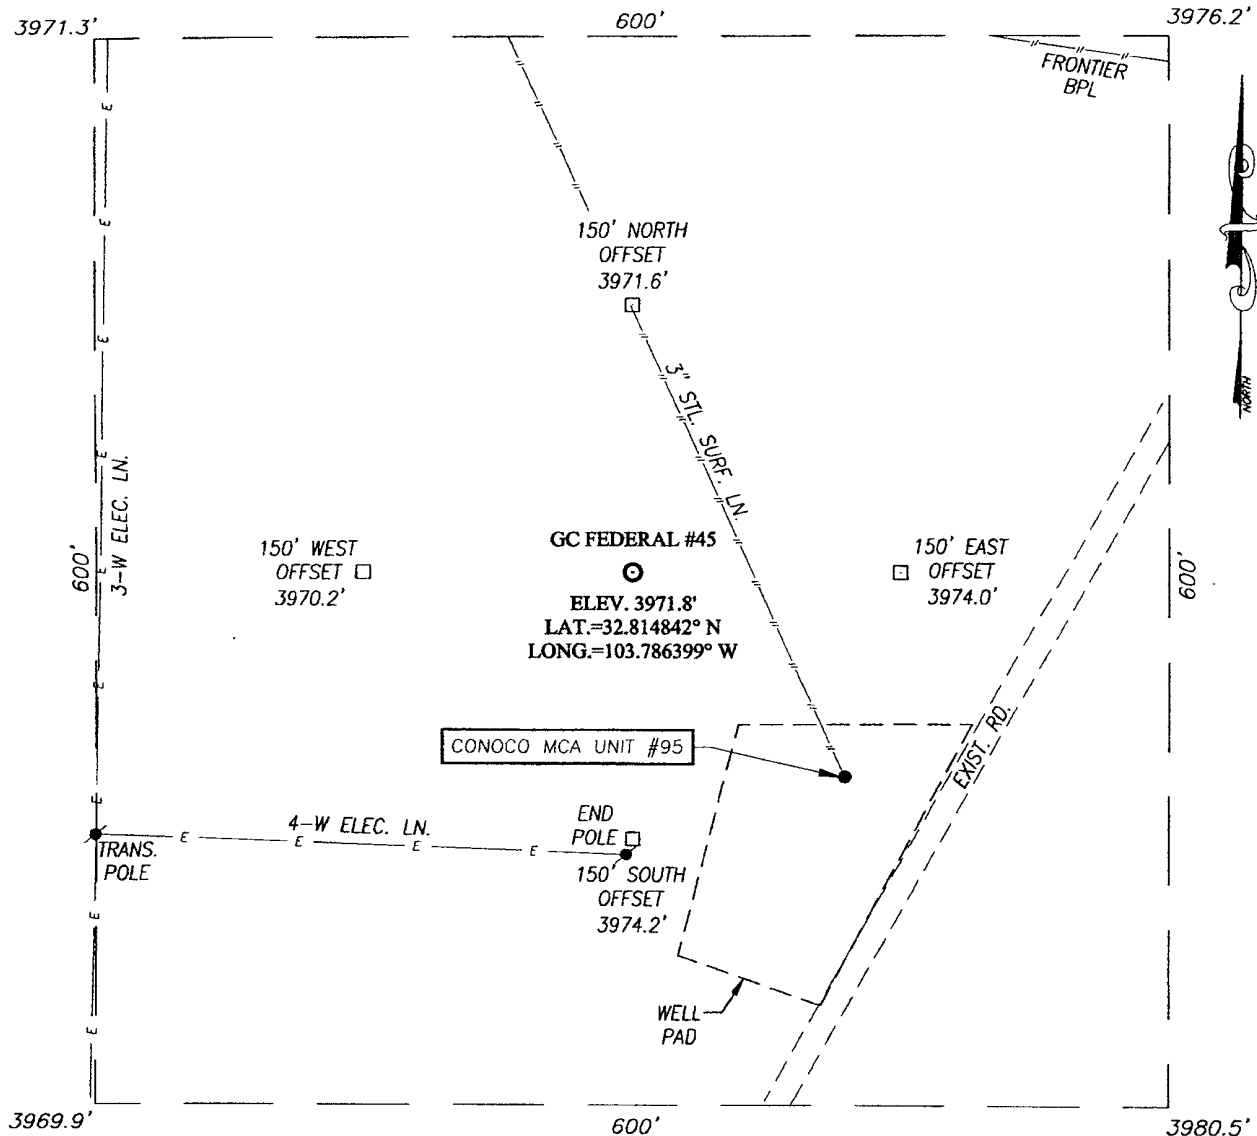 3971.3'
600'
3976.2'
FRONTIER
BPL
E
E
E
E
E
E
E
E
E
150' NORTH
OFFSET
3971.6'
NORTH
3" STL. SURF. LN.
3-W ELEC. LN.
600'
150' WEST
OFFSET
3970.2'
GC FEDERAL #45
ELEV. 3971.8'
LAT.=32.814842° N
LONG.=103.786399° W
150' EAST
OFFSET
3974.0'
600'
CONOCO MCA UNIT #95
EXIST. RD.
TRANS.
POLE
E
E
E
E
4-W ELEC. LN.
END
POLE
150' SOUTH
OFFSET
3974.2'
WELL
PAD
3969.9'
600'
3980.5'